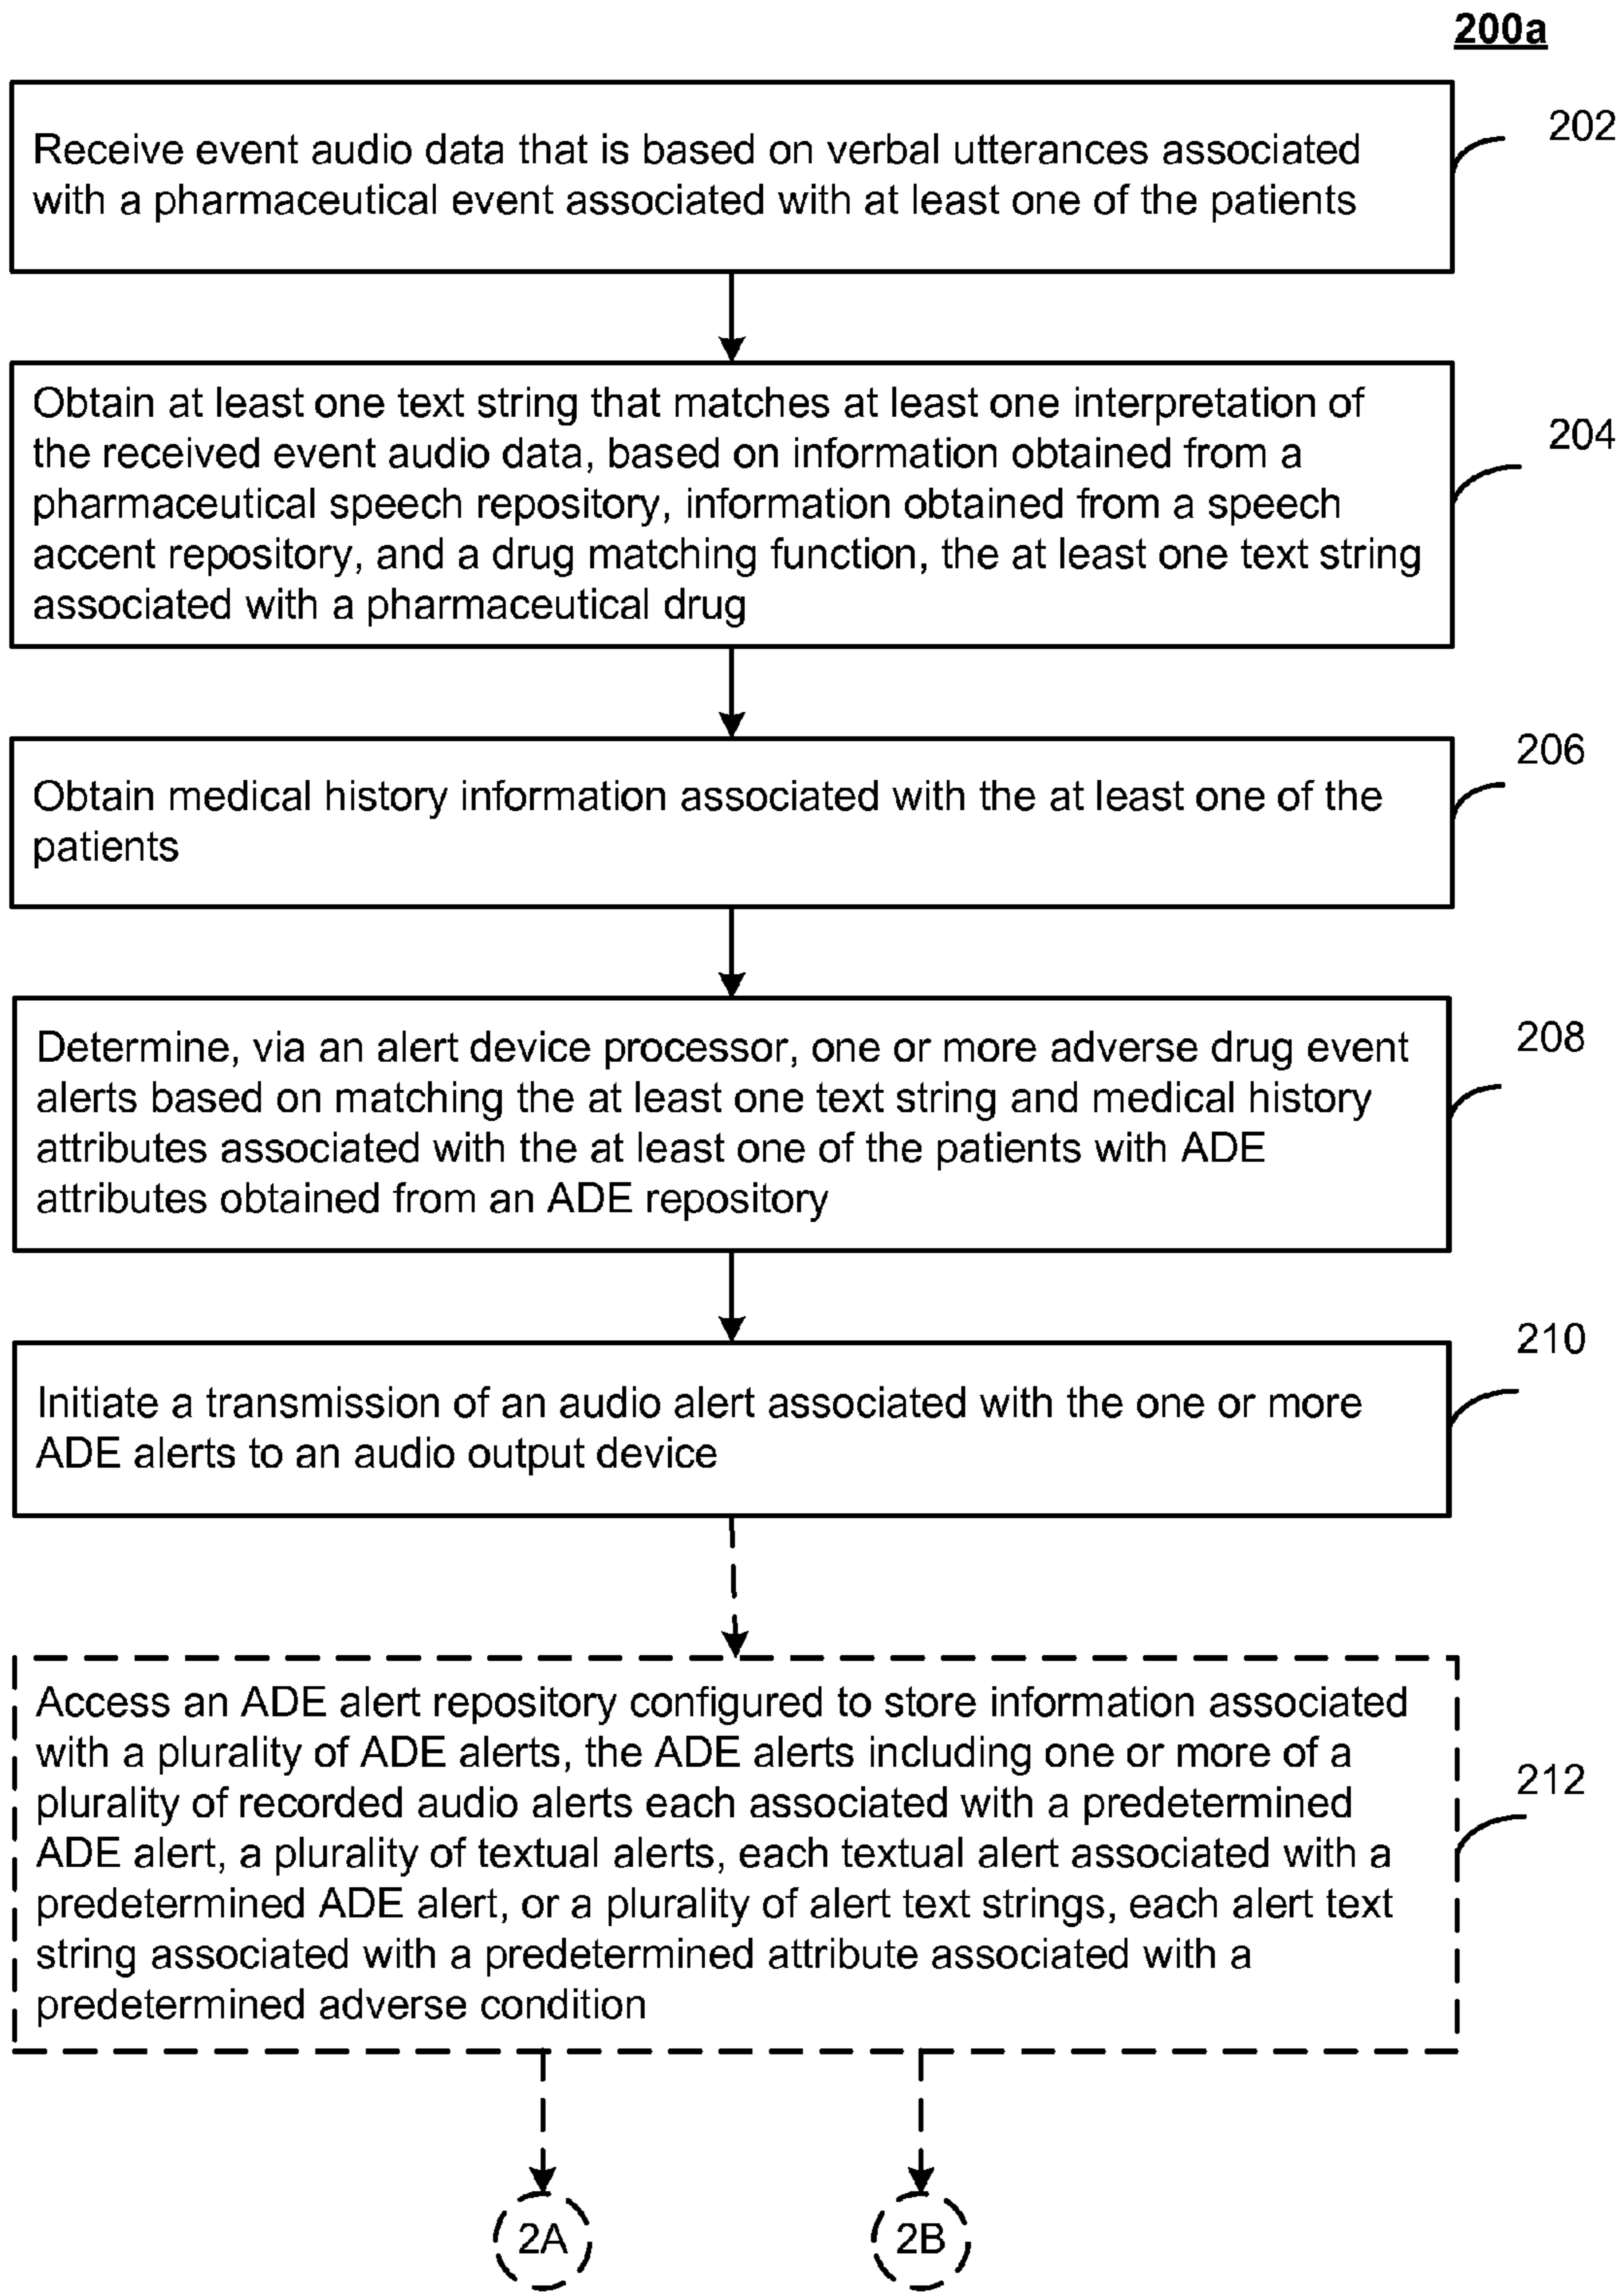 200a
Receive event audio data that is based on verbal utterances associated
with a pharmaceutical event associated with at least one of the patients
202
Obtain at least one text string that matches at least one interpretation of
the received event audio data, based on information obtained from a
pharmaceutical speech repository, information obtained from a speech
accent repository, and a drug matching function, the at least one text string
associated with a pharmaceutical drug
204
Obtain medical history information associated with the at least one of the
patients
206
Determine, via an alert device processor, one or more adverse drug event
alerts based on matching the at least one text string and medical history
attributes associated with the at least one of the patients with ADE
attributes obtained from an ADE repository
208
Initiate a transmission of an audio alert associated with the one or more
ADE alerts to an audio output device
210
Access an ADE alert repository configured to store information associated
with a plurality of ADE alerts, the ADE alerts including one or more of a
plurality of recorded audio alerts each associated with a predetermined
ADE alert, a plurality of textual alerts, each textual alert associated with a
predetermined ADE alert, or a plurality of alert text strings, each alert text
string associated with a predetermined attribute associated with a
predetermined adverse condition
212
2A
2B